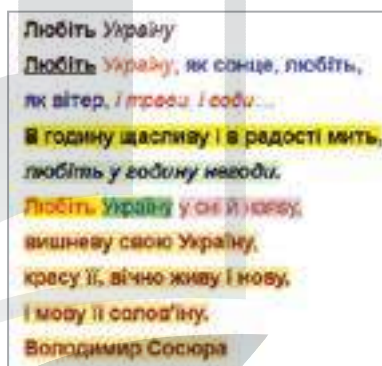 Любіть Україну
Любіть Україну, як сонце, любіть,
як вітер, і трави, і води...
В годину щасливу і в радості мить,
любіть у годину негоди.
Любіть Україну у сні й наяву,
вишневу свою Україну,
красу її, вічно живу і нову,
і мову її солов'їну.
Володимир Сосюра